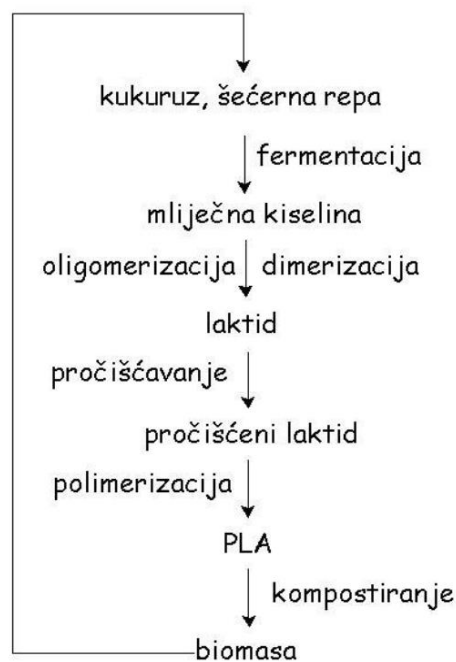 kukuruz, šećerna repa
fermentacija
mliječna kiselina
oligomerizacija dimerizacija
laktid
pročišćavanje
pročišćeni laktid
polimerizacija
PLA
kompostiranje
biomasa